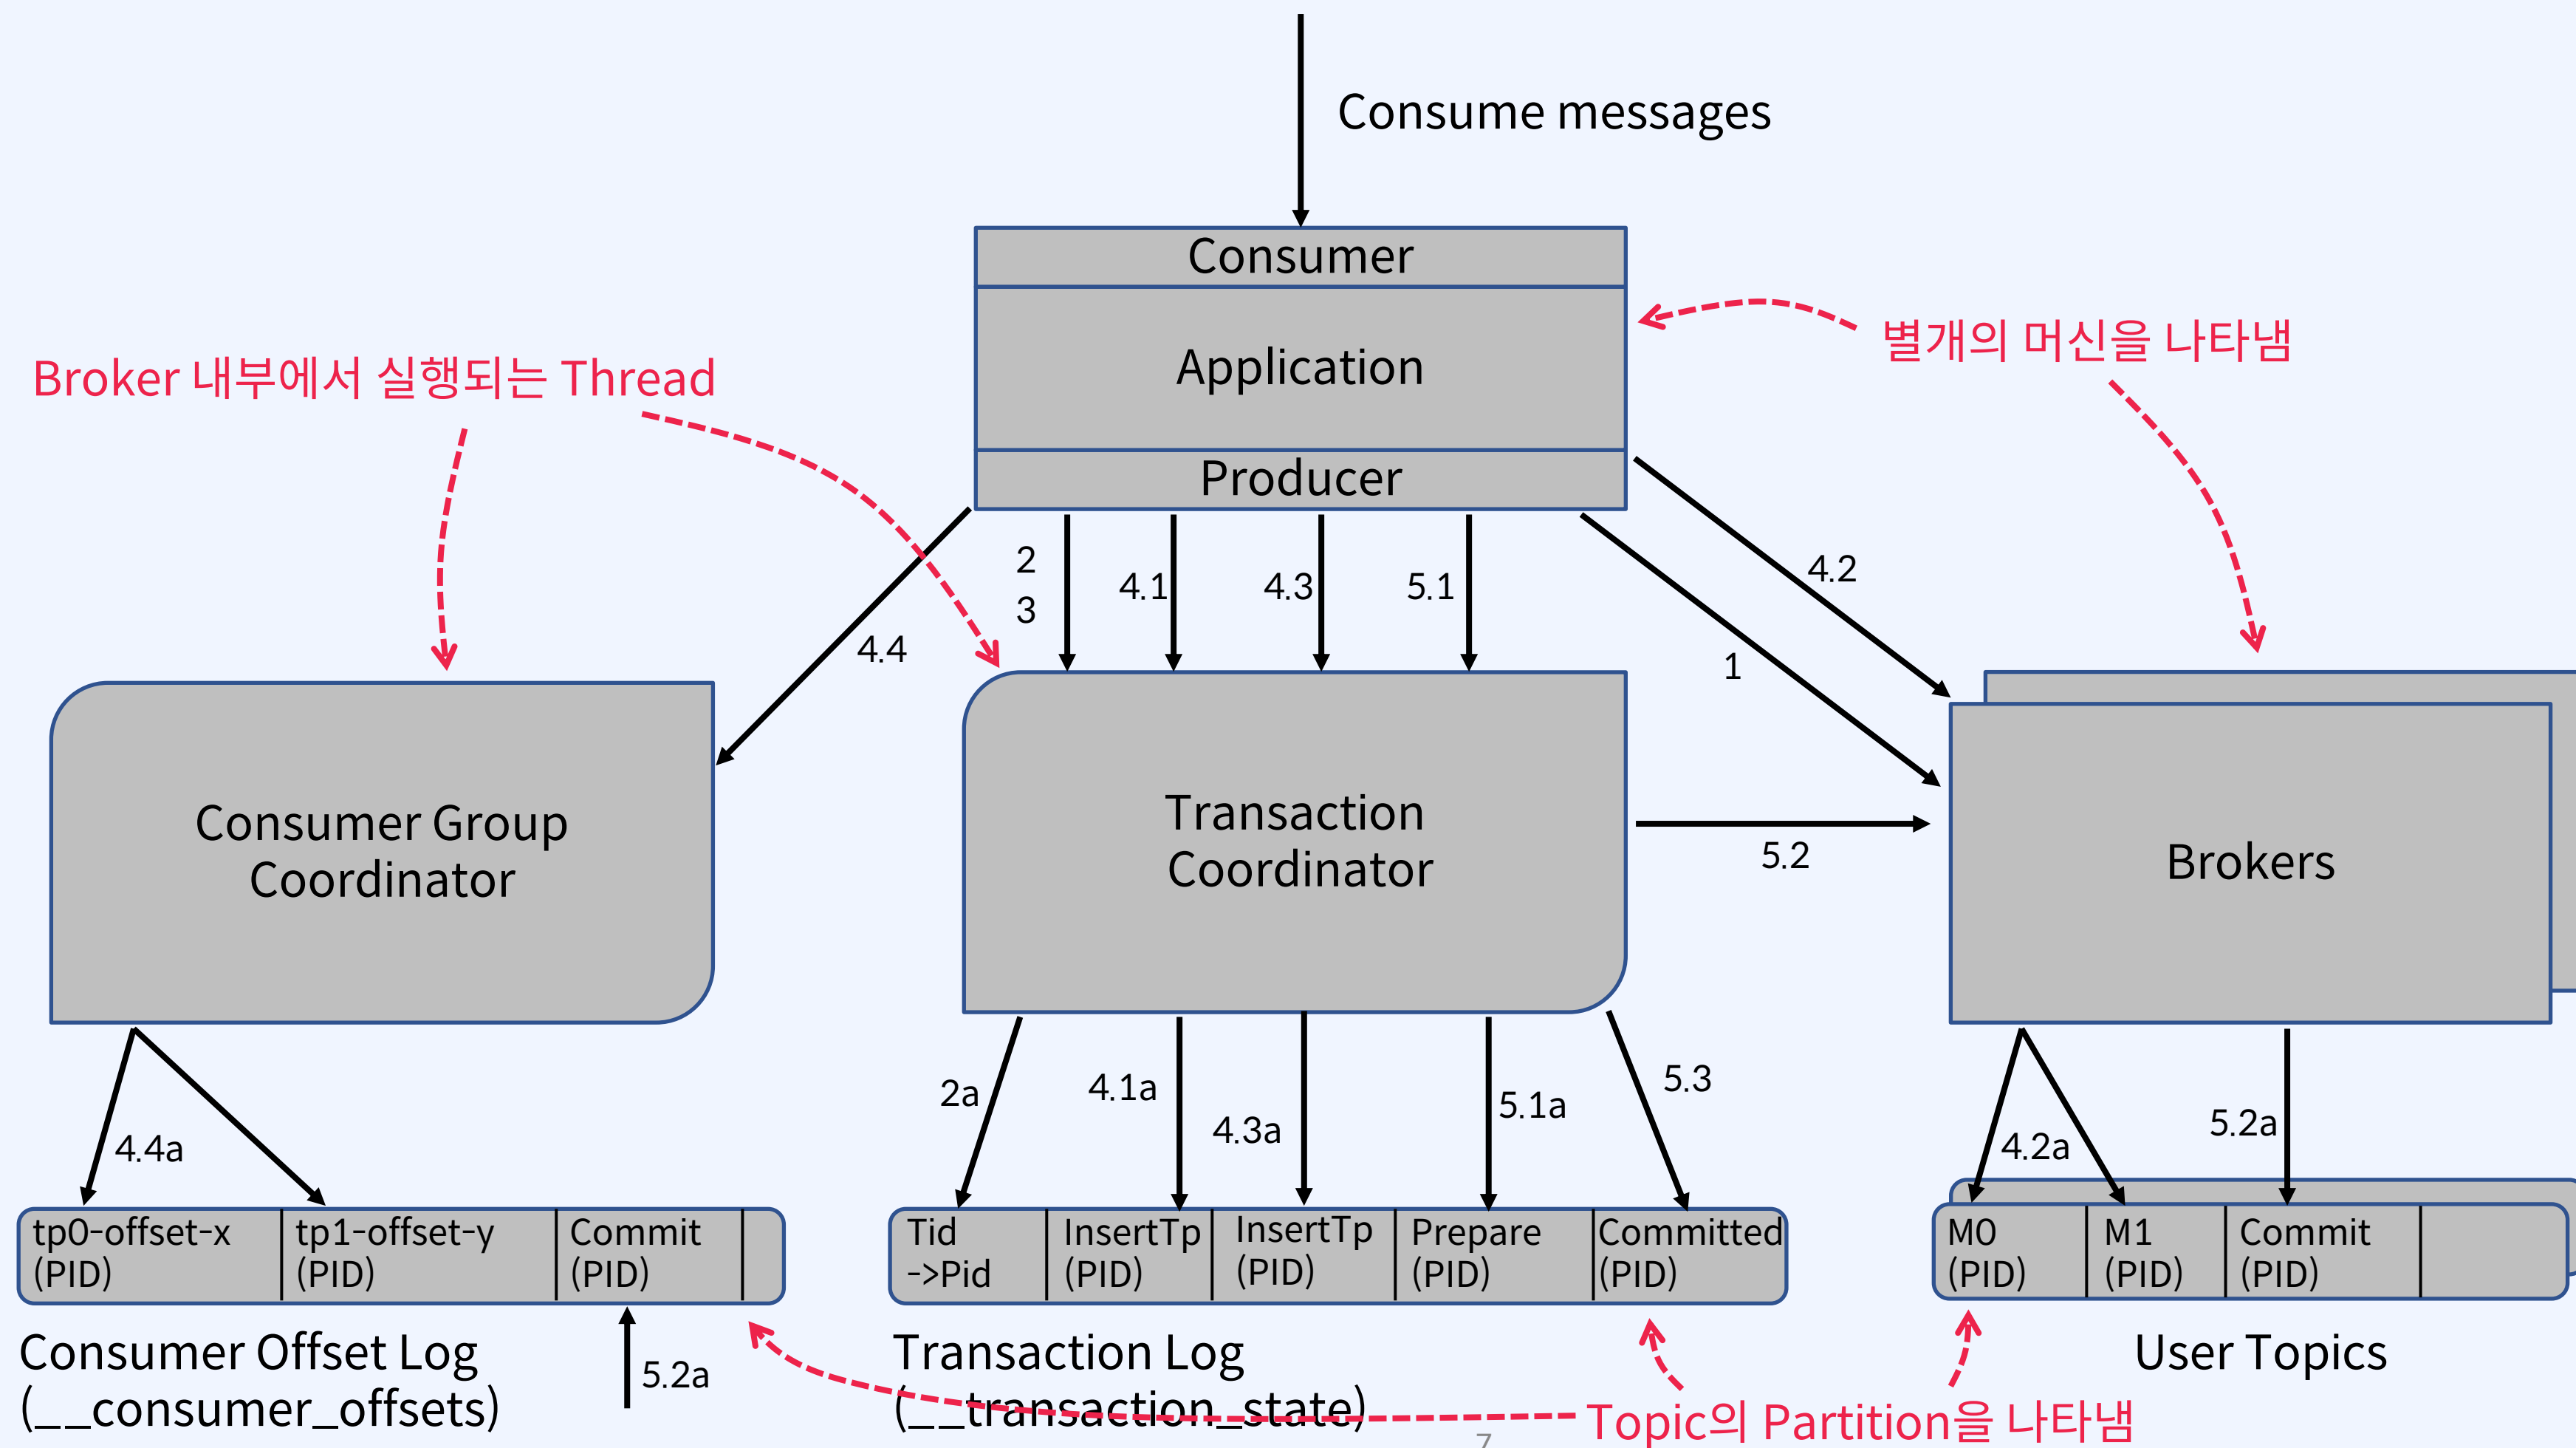 Consume messages
Consumer
Application
Producer
별개의 머신을 나타냄
Broker 내부에서 실행되는 Thread
2
3
4.1
4.3
5.1
4.2
4.4
1
Consumer Group
Coordinator
Transaction
Coordinator
5.2
Brokers
4.4a
2a
4.1a
4.3a
5.1a
5.3
4.2a
5.2a
tp0-offset-x
(PID)
tp1-offset-y
(PID)
Commit
(PID)
Tid
->Pid
InsertTp
(PID)
InsertTp
(PID)
Prepare
(PID)
Committed
(PID)
M0
(PID)
M1
(PID)
Commit
(PID)
Consumer Offset Log
(__consumer_offsets)
5.2a
Transaction Log
(__transaction_state)
User Topics
Topic의 Partition을 나타냄
7